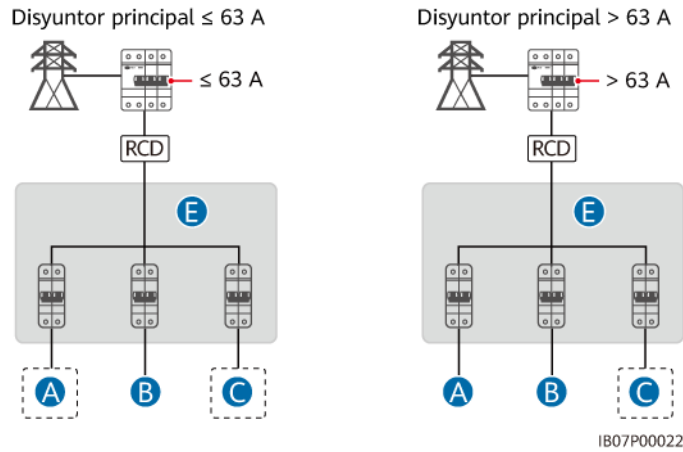 Disyuntor principal ≤ 63 A
Disyuntor principal > 63 A
≤ 63 A
> 63 A
RCD
RCD
E
E
A
B
C
A
B
C
IB07P00022